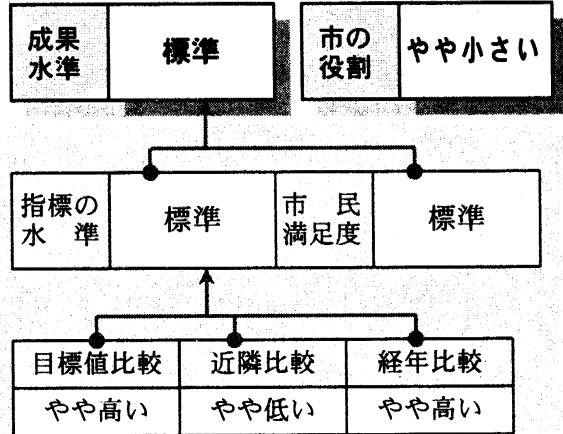 成果
水準
標準
市の
役割
やや小さい
指標の
水準
標準
市民
満足度
標準
目標値比較
近隣比較
経年比較
やや高い
やや低い
やや高い